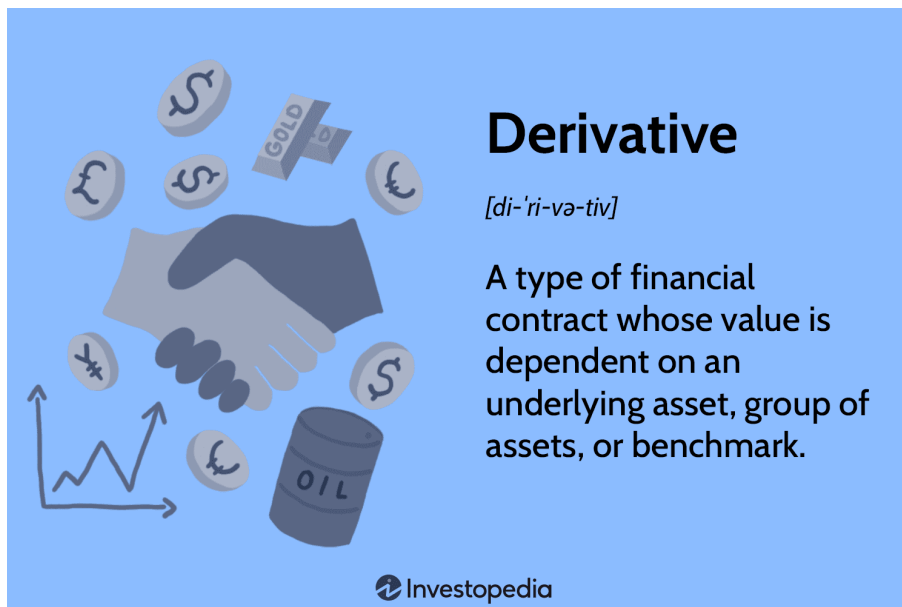 $
GOLD
D
£
$
€
Derivative
[di-ˈri-və-tiv]
A type of financial
contract whose value is
dependent on an
underlying asset, group of
assets, or benchmark.
¥
$
€
OIL
Investopedia